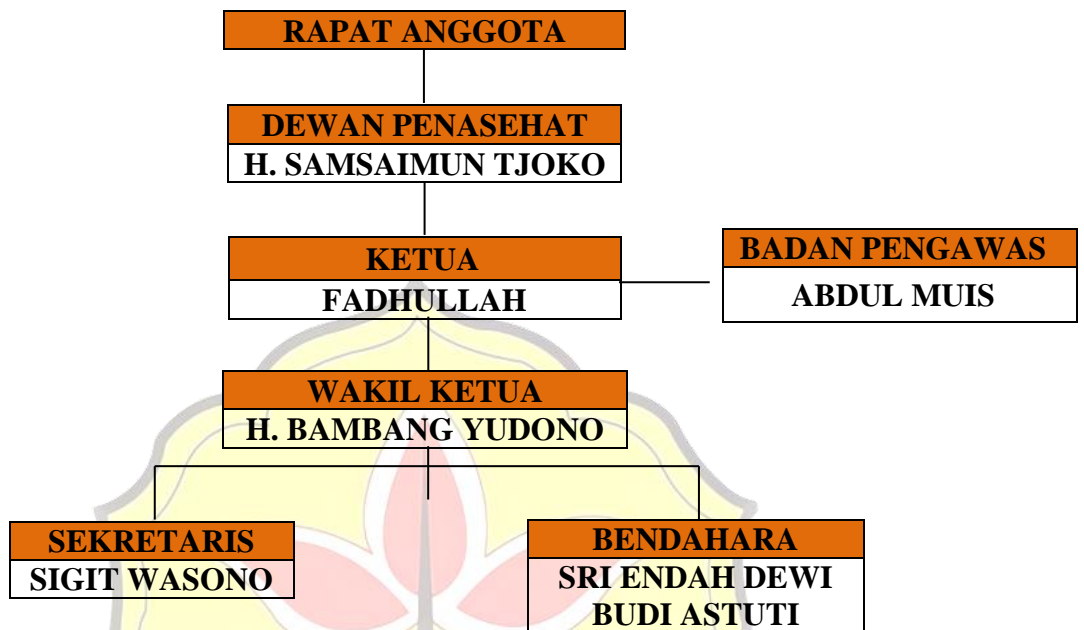 RAPAT ANGGOTA
DEWAN PENASEHAT
H. SAMSAIMUN TJOKO
KETUA
FADHULLAH
BADAN PENGAWAS
ABDUL MUIS
WAKIL KETUA
H. BAMBANG YUDONO
SEKRETARIS
SIGIT WASONO
BENDAHARA
SRI ENDAH DEWI
BUDI ASTUTI